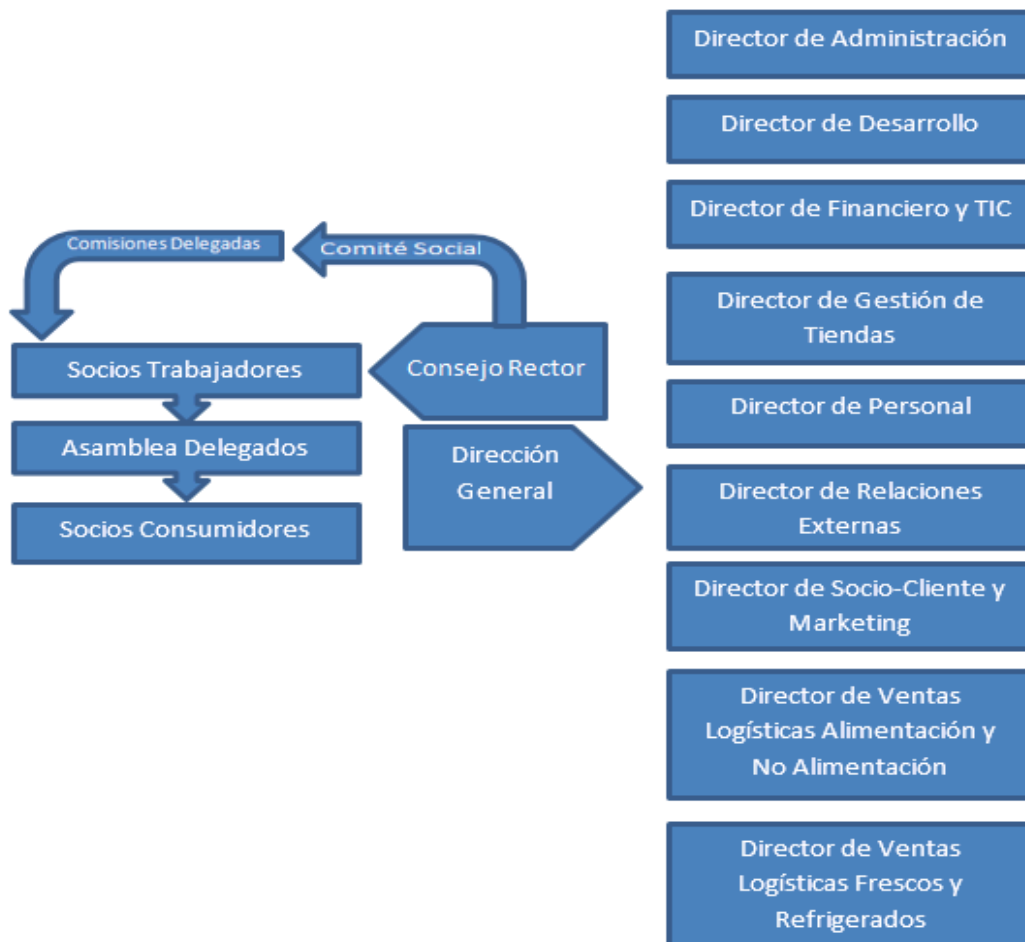 Comisiones Delegadas
Comité Social
Socios Trabajadores
Asamblea Delegados
Socios Consumidores
Consejo Rector
Dirección
General
Director de Administración
Director de Desarrollo
Director de Financiero y TIC
Director de Gestión de
Tiendas
Director de Personal
Director de Relaciones
Externas
Director de Socio-Cliente y
Marketing
Director de Ventas
Logísticas Alimentación y
No Alimentación
Director de Ventas
Logísticas Frescos y
Refrigerados